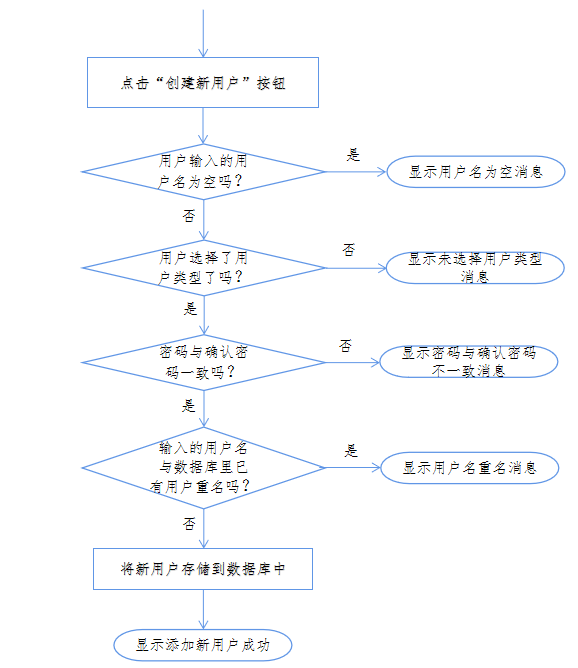 点击“创建新用户”按钮
用户输入的用
户名为空吗？
是
显示用户名为空消息
否
用户选择了用
户类型了吗？
否
显示未选择用户类型
消息
是
密码与确认密
码一致吗？
否
显示密码与确认密码
不一致消息
是
输入的用户名
与数据库里已
有用户重名吗？
是
显示用户名重名消息
否
将新用户存储到数据库中
显示添加新用户成功